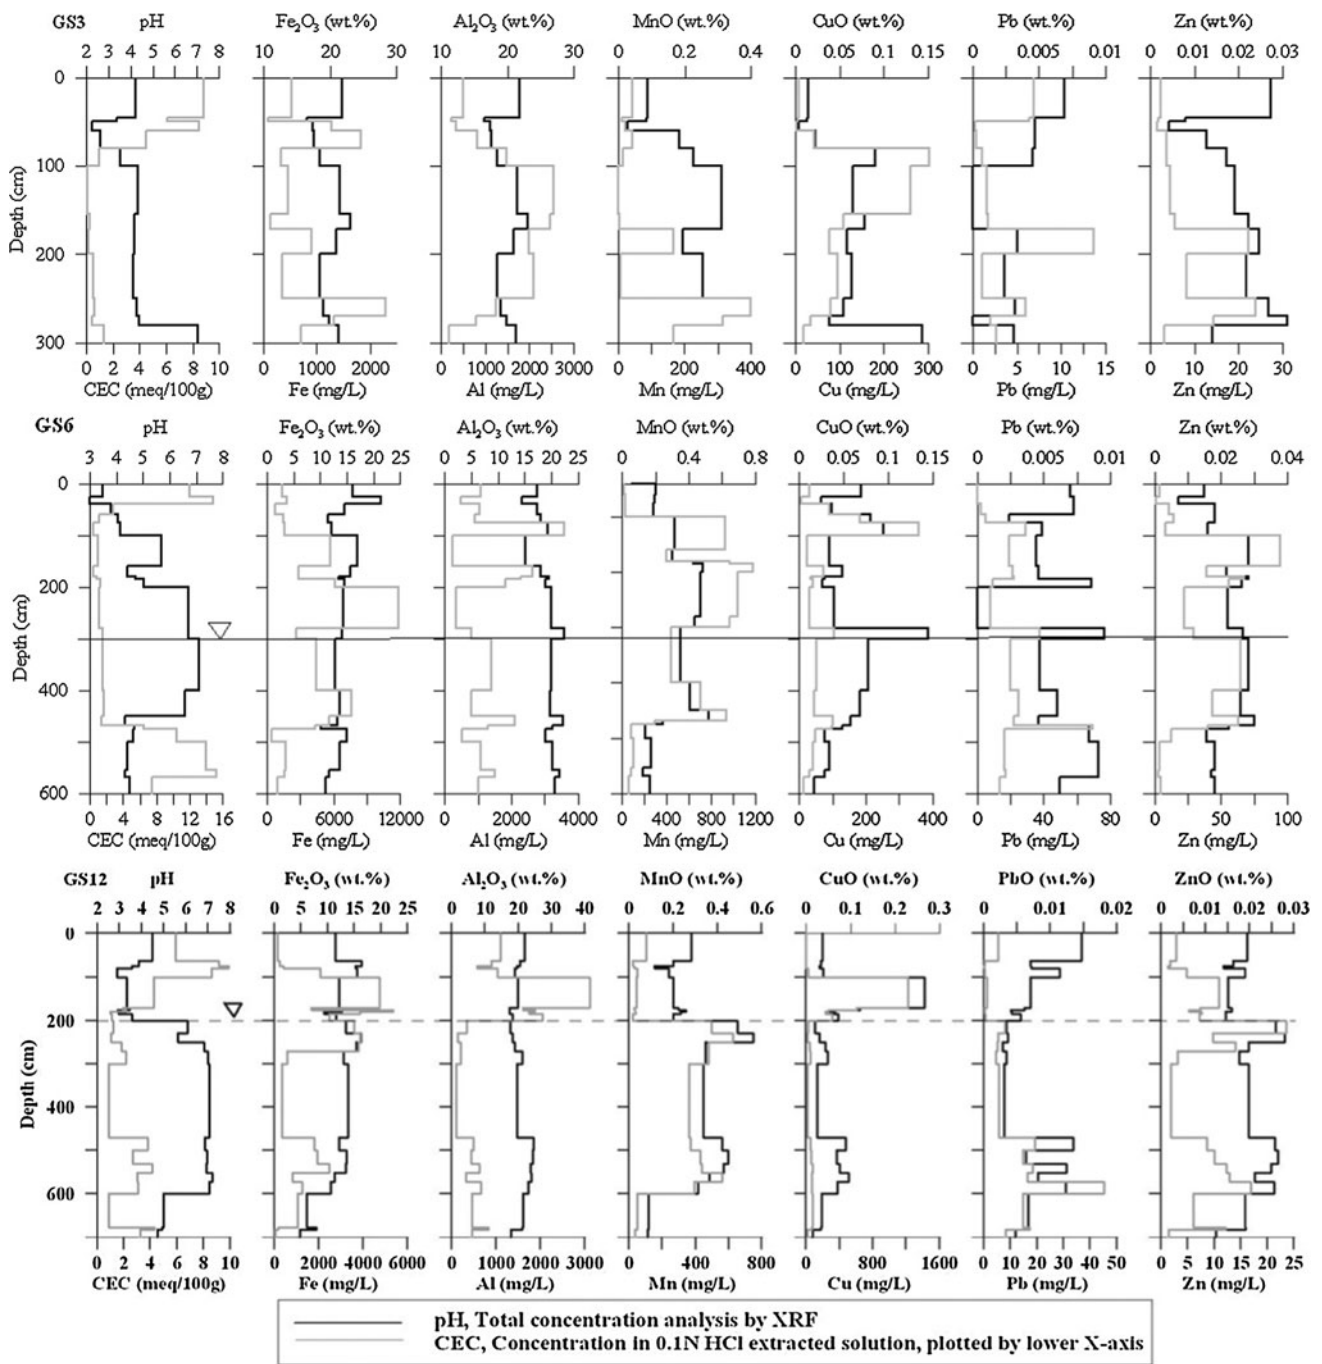 GS3 pH Fe₂O₃ (wt.%) Al₂O₃ (wt.%) MnO (wt.%) CuO (wt.%) Pb (wt.%) Zn (wt.%)
2 3 4 5 6 7 8 10 20 30 0 10 20 30 0 0.2 0.4 0 0.05 0.1 0.15 0 0.005 0.01 0 0.01 0.02 0.03
0
100
200
300
Depth (cm)
0 2 4 6 8 10 0 1000 2000 0 1000 2000 3000 0 200 400 0 100 200 300 0 5 10 15 0 10 20 30
CEC (meq/100g) Fe (mg/L) Al (mg/L) Mn (mg/L) Cu (mg/L) Pb (mg/L) Zn (mg/L)
GS6 pH Fe₂O₃ (wt.%) Al₂O₃ (wt.%) MnO (wt.%) CuO (wt.%) Pb (wt.%) Zn (wt.%)
3 4 5 6 7 8 0 5 10 15 20 25 0 5 10 15 20 25 0 0.4 0.8 0 0.05 0.1 0.15 0 0.005 0.01 0 0.02 0.04
0
200
400
600
Depth (cm)
0 4 8 12 16 0 6000 12000 0 2000 4000 0 400 800 1200 0 200 400 0 40 80 0 50 100
CEC (meq/100g) Fe (mg/L) Al (mg/L) Mn (mg/L) Cu (mg/L) Pb (mg/L) Zn (mg/L)
GS12 pH Fe₂O₃ (wt.%) Al₂O₃ (wt.%) MnO (wt.%) CuO (wt.%) PbO (wt.%) ZnO (wt.%)
2 3 4 5 6 7 8 0 5 10 15 20 25 0 10 20 30 40 0 0.2 0.4 0.6 0 0.1 0.2 0.3 0 0.01 0.02 0 0.01 0.02 0.03
0
200
400
600
Depth (cm)
0 2 4 6 8 10 0 2000 4000 6000 0 1000 2000 3000 0 400 800 0 800 1600 0 20 40 60 0 5 10 15 20 25
CEC (meq/100g) Fe (mg/L) Al (mg/L) Mn (mg/L) Cu (mg/L) Pb (mg/L) Zn (mg/L)
pH, Total concentration analysis by XRF
CEC, Concentration in 0.1N HCl extracted solution, plotted by lower X-axis